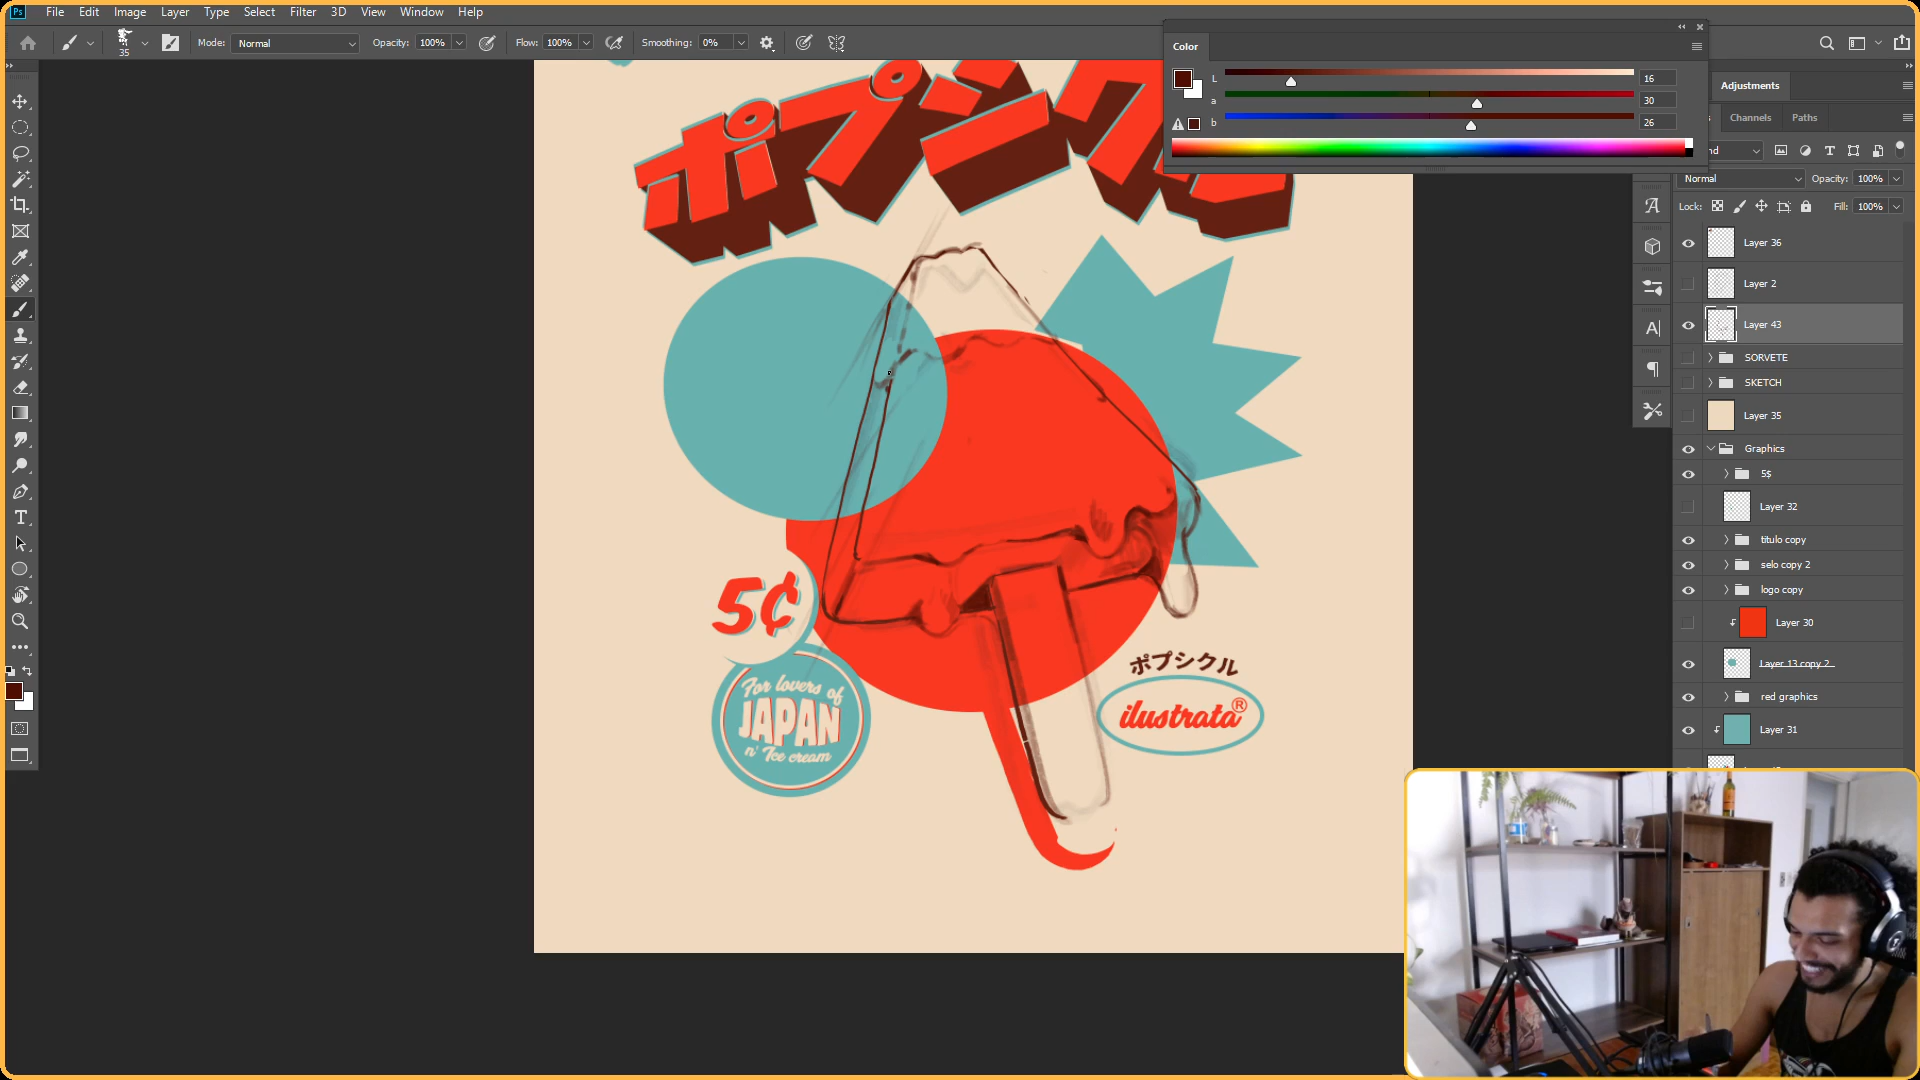 Ps File Edit Image Layer Type Select Filter 3D View Window Help
35 Mode: Normal Opacity: 100% Flow: 100% Smoothing: 0%
Color
L 16
a 30
b 26
Adjustments
Channels Paths
nd
Normal Opacity: 100%
Lock: Fill: 100%
Layer 36
Layer 2
Layer 43
SORVETE
SKETCH
Layer 35
Graphics
5$
Layer 32
titulo copy
selo copy 2
logo copy
Layer 30
Layer 13 copy 2
red graphics
Layer 31
ポプシク
5¢
For lovers of
JAPAN
n' Ice cream
ポプシクル
ilustrata®